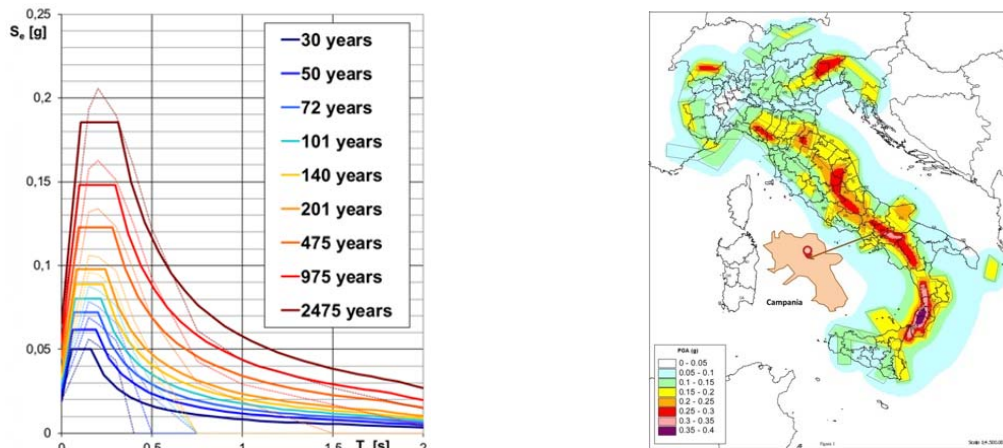 Sₑ [g]
0,25
0,2
0,15
0,1
0,05
0
0
0,5
1
1,5
2
T [s]
30 years
50 years
72 years
101 years
140 years
201 years
475 years
975 years
2475 years
Campania
PGA (g)
0 - 0.05
0.05 - 0.1
0.1 - 0.15
0.15 - 0.2
0.2 - 0.25
0.25 - 0.3
0.3 - 0.35
0.35 - 0.4
Figure 1